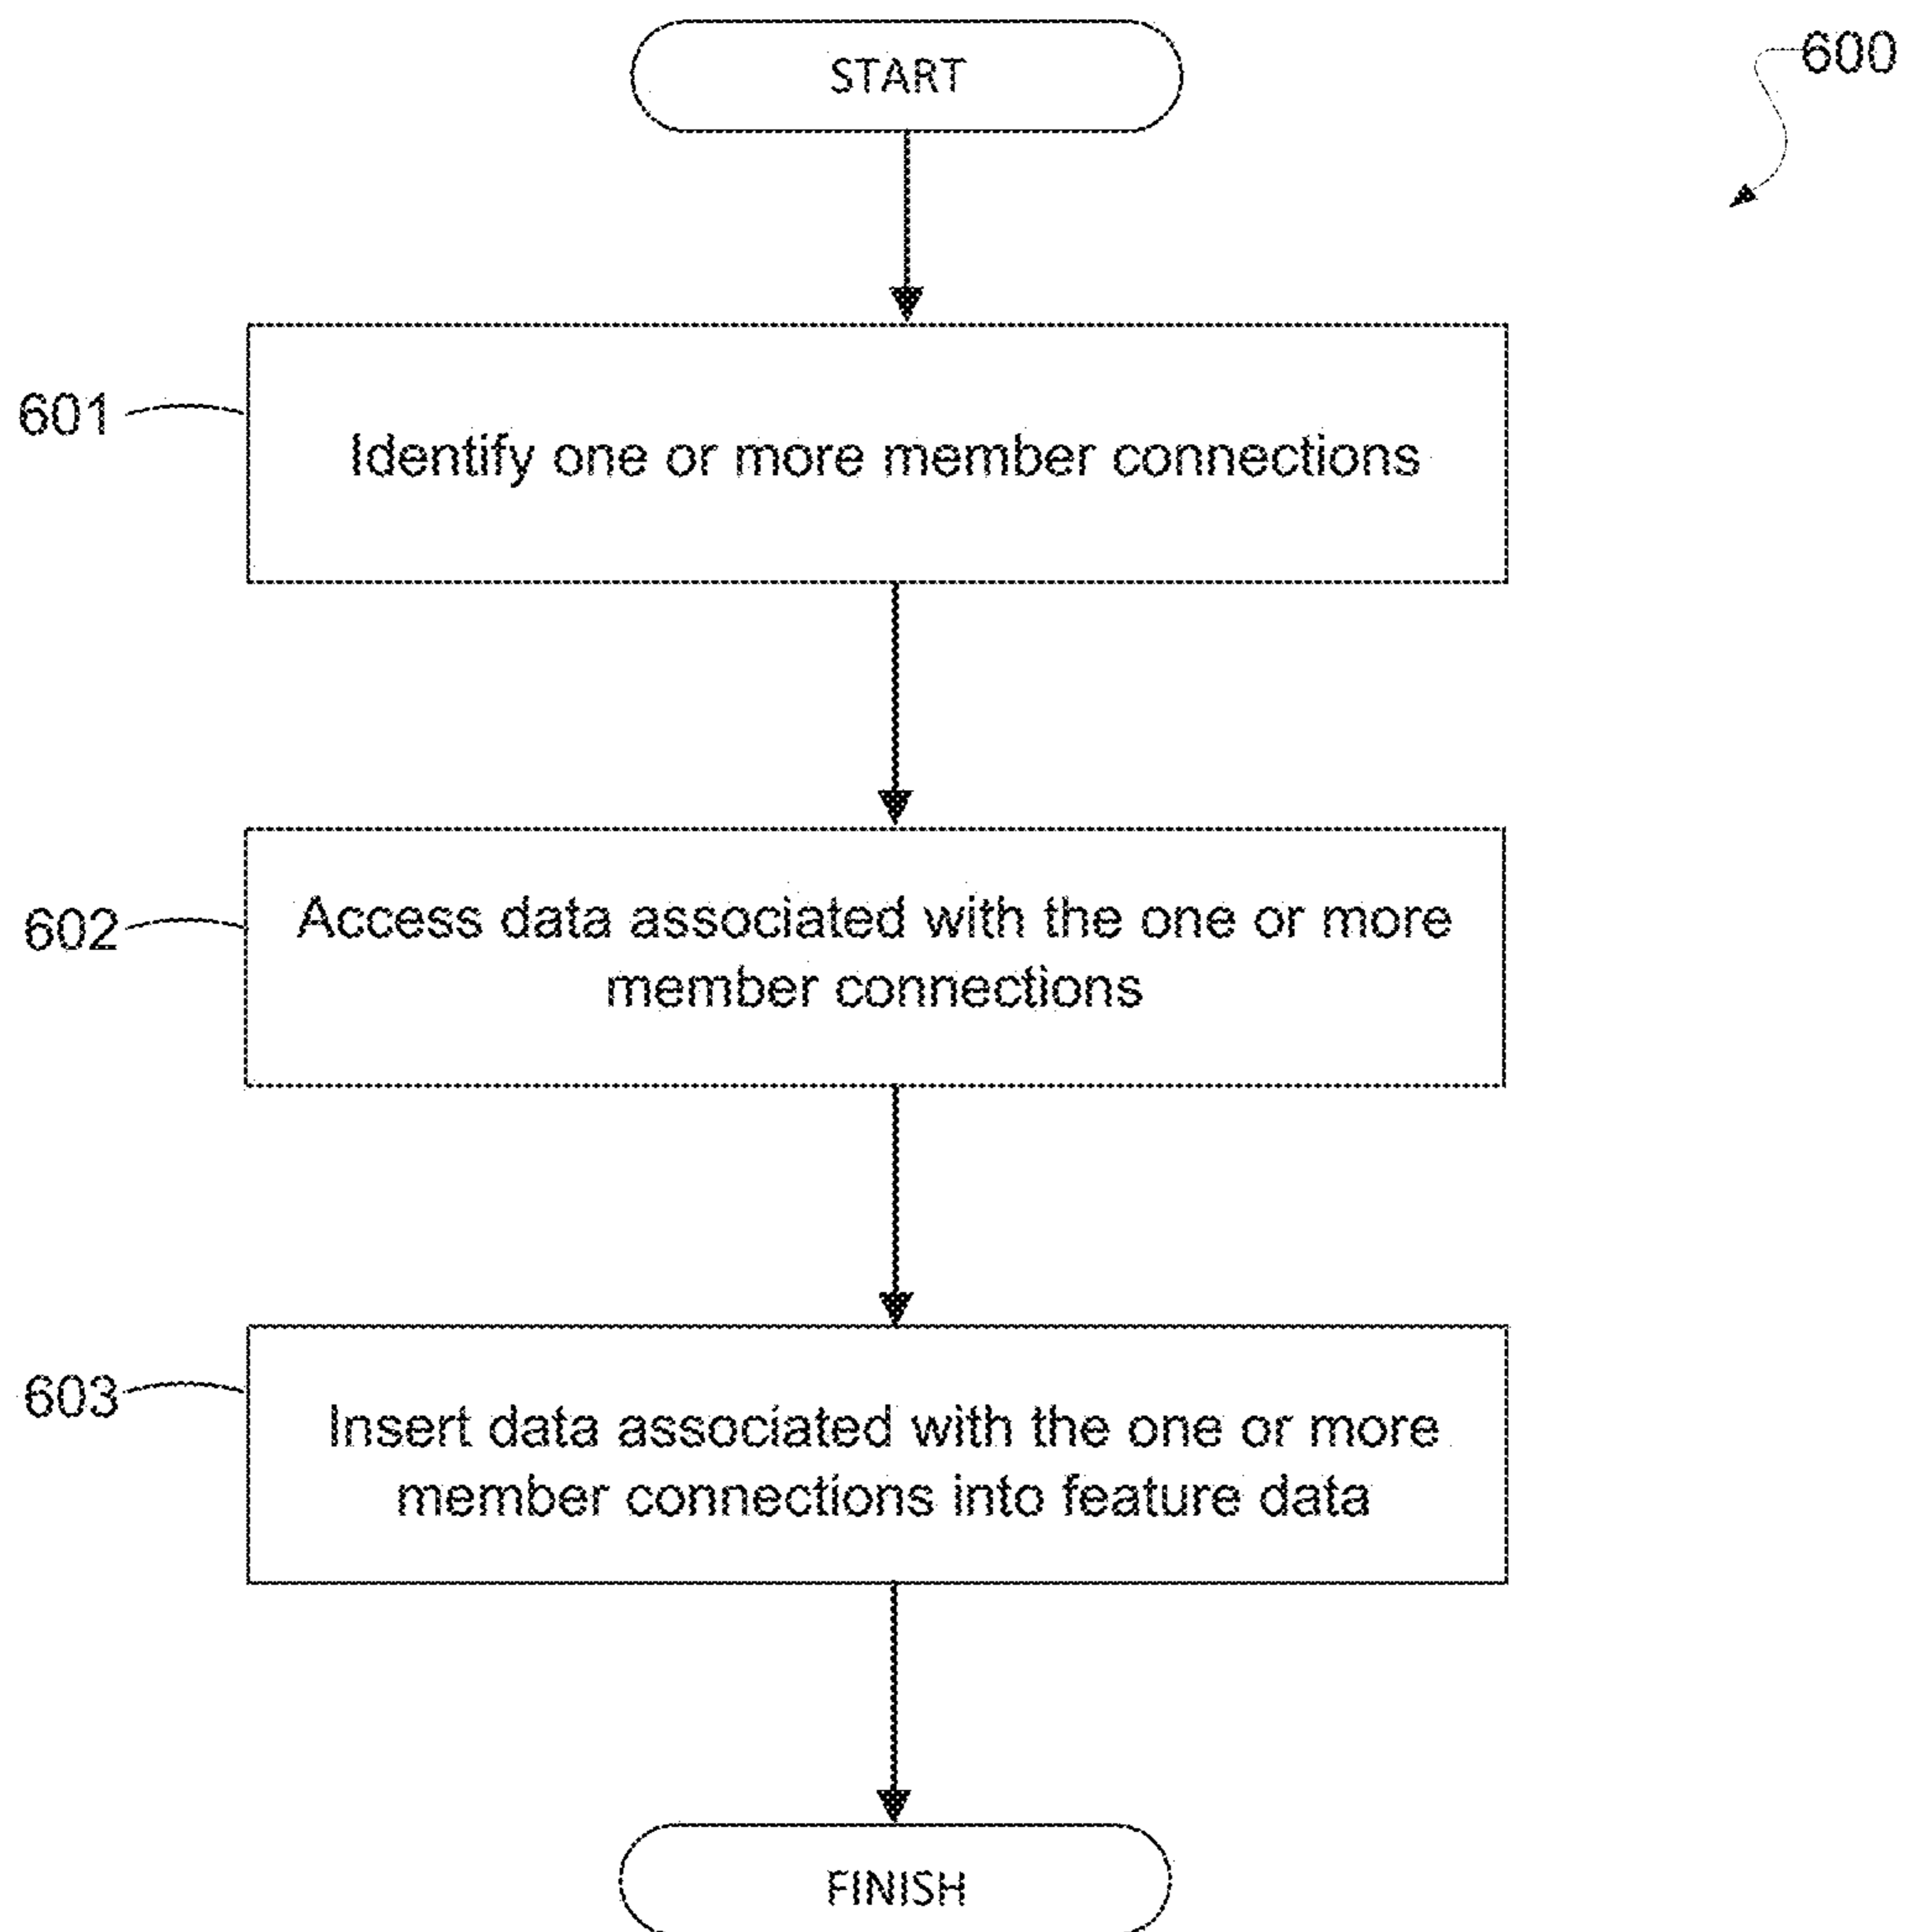 START
600
601
Identify one or more member connections
602
Access data associated with the one or more
member connections
603
Insert data associated with the one or more
member connections into feature data
FINISH